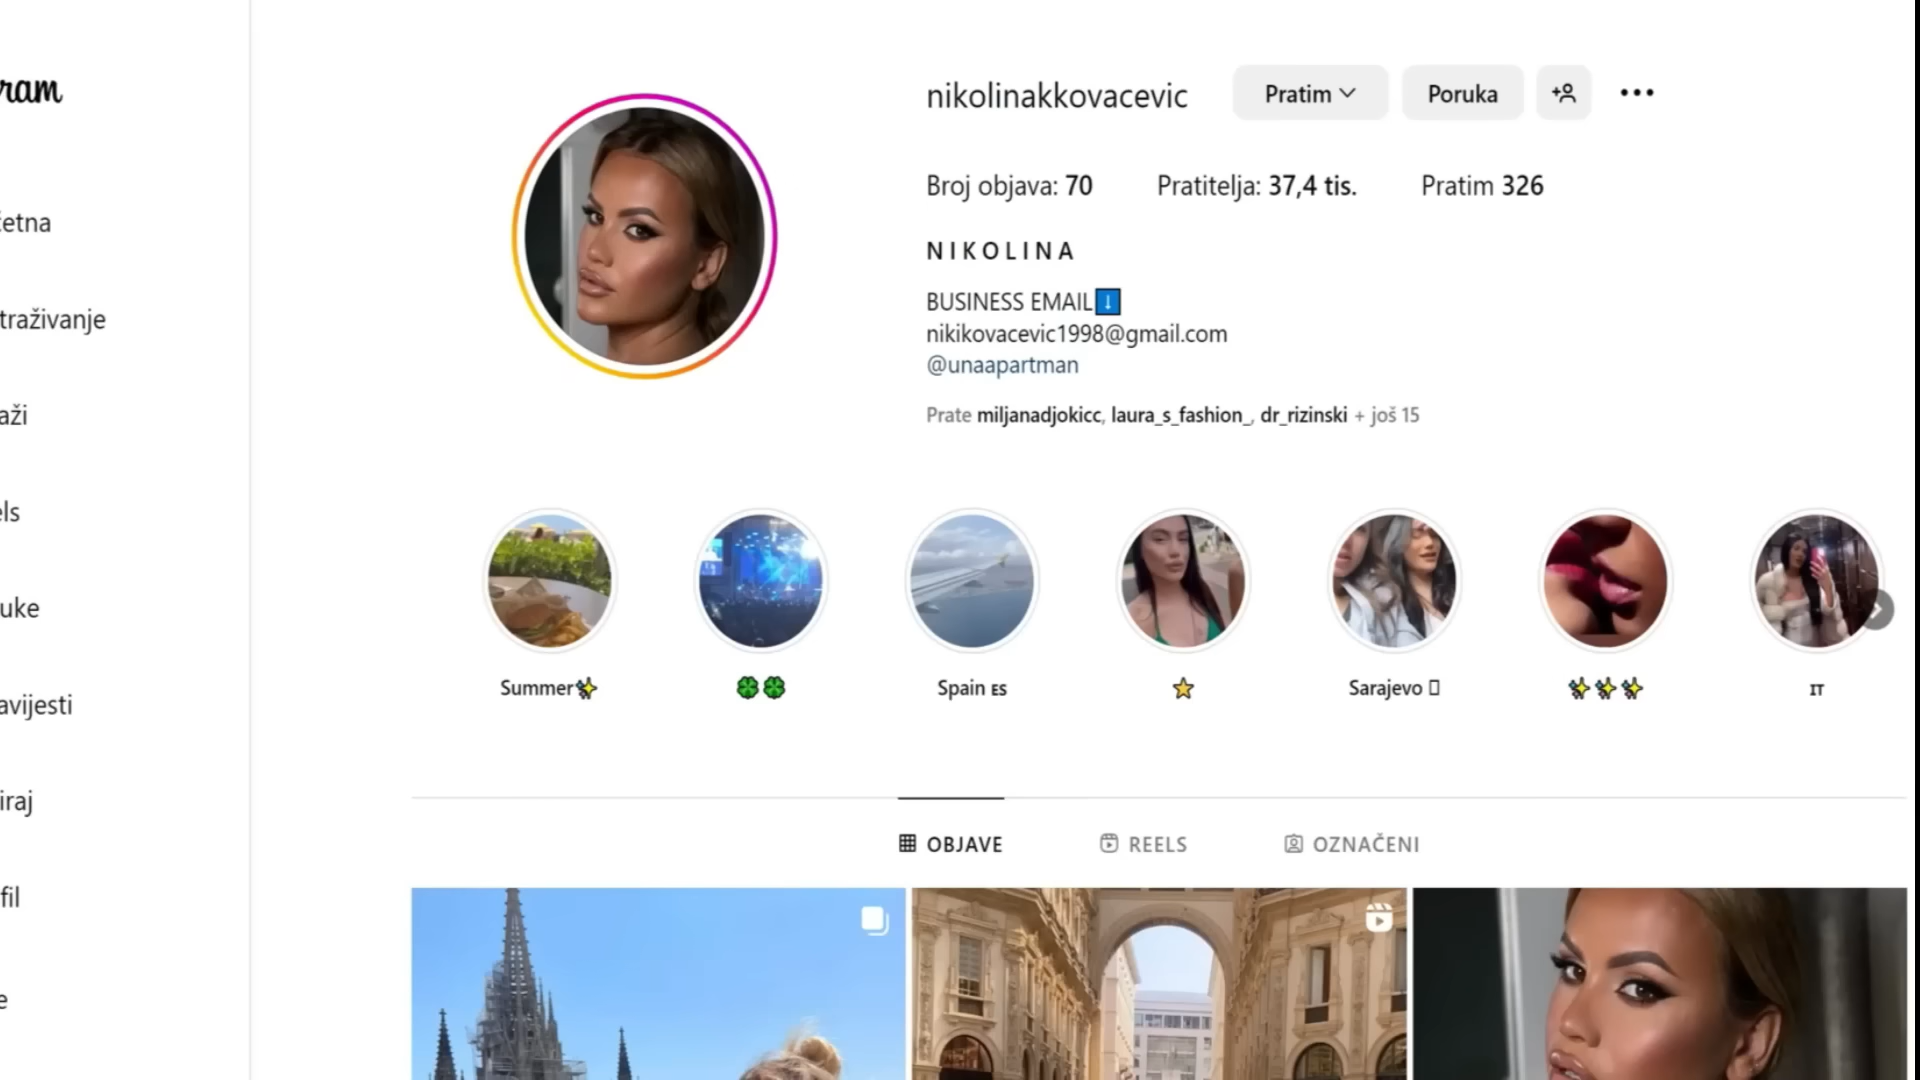 ram
četna
traživanje
aži
els
uke
avijesti
iraj
fil
e
nikolinakkovacevic
Pratim
Poruka
Broj objava: 70
Pratitelja: 37,4 tis.
Pratim 326
N I K O L I N A
BUSINESS EMAIL⬇️
nikikovacevic1998@gmail.com
@unaapartman
Prate miljanadjokicc, laura_s_fashion_, dr_rizinski + još 15
Summer✨
🍀🍀
Spain ES
⭐
Sarajevo
✨✨✨
IT
OBJAVE
REELS
OZNAČENI